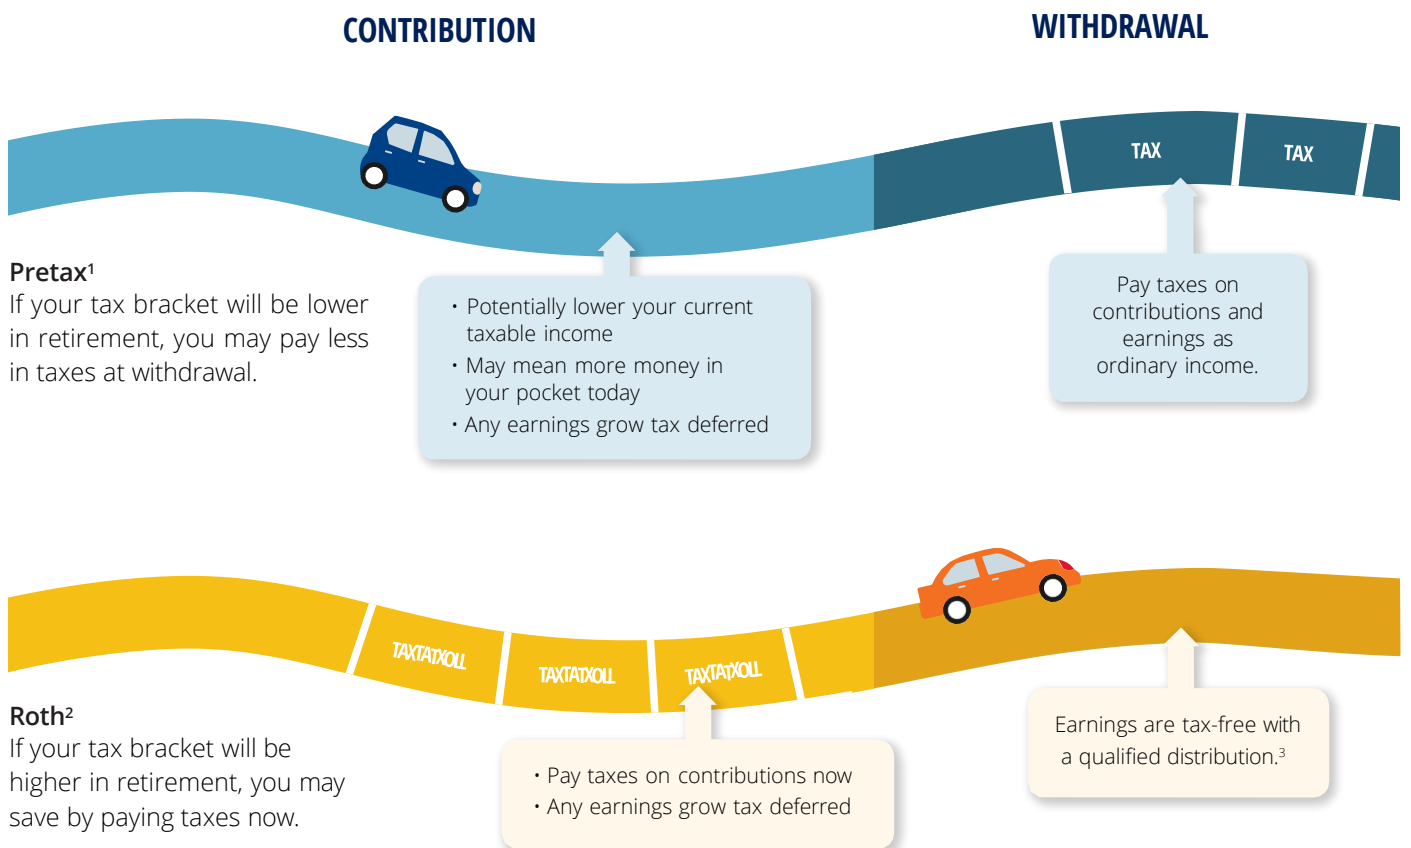 CONTRIBUTION
WITHDRAWAL
TAX
TAX
Pretax¹
If your tax bracket will be lower
in retirement, you may pay less
in taxes at withdrawal.
• Potentially lower your current
taxable income
• May mean more money in
your pocket today
• Any earnings grow tax deferred
Pay taxes on
contributions and
earnings as
ordinary income.
TAXTATXOLL
TAXTATXOLL
TAXTATXOLL
Roth²
If your tax bracket will be
higher in retirement, you may
save by paying taxes now.
• Pay taxes on contributions now
• Any earnings grow tax deferred
Earnings are tax-free with
a qualified distribution.³